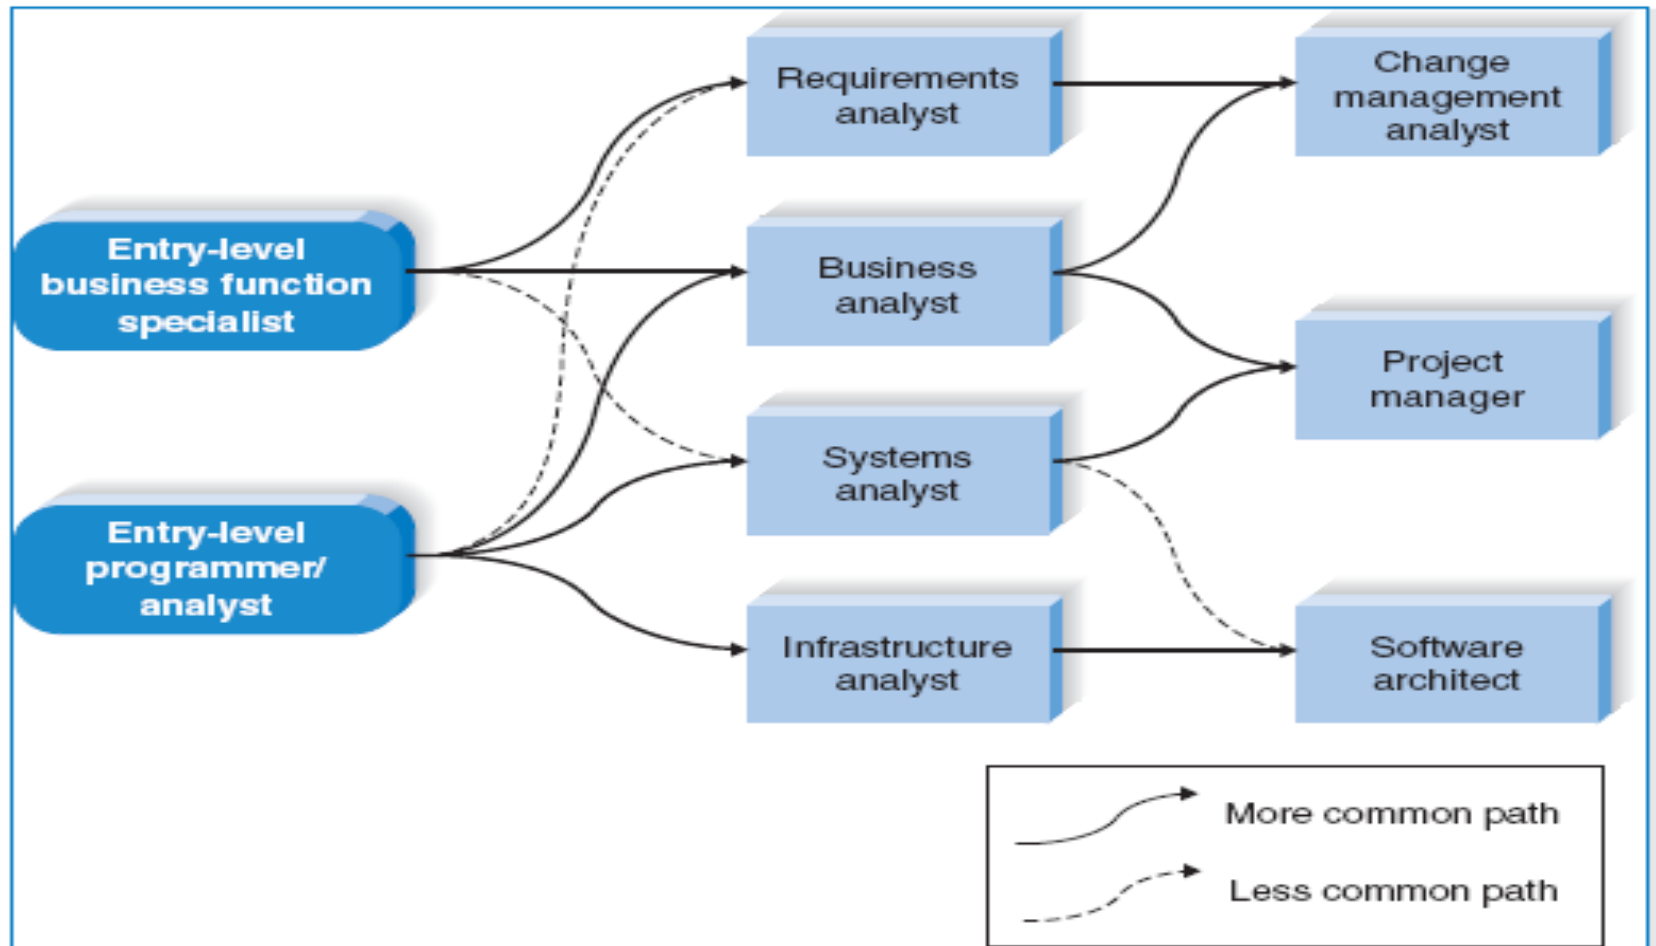 Requirements
analyst
Change
management
analyst
Entry-level
business function
specialist
Business
analyst
Project
manager
Systems
analyst
Entry-level
programmer/
analyst
Infrastructure
analyst
Software
architect
More common path
Less common path